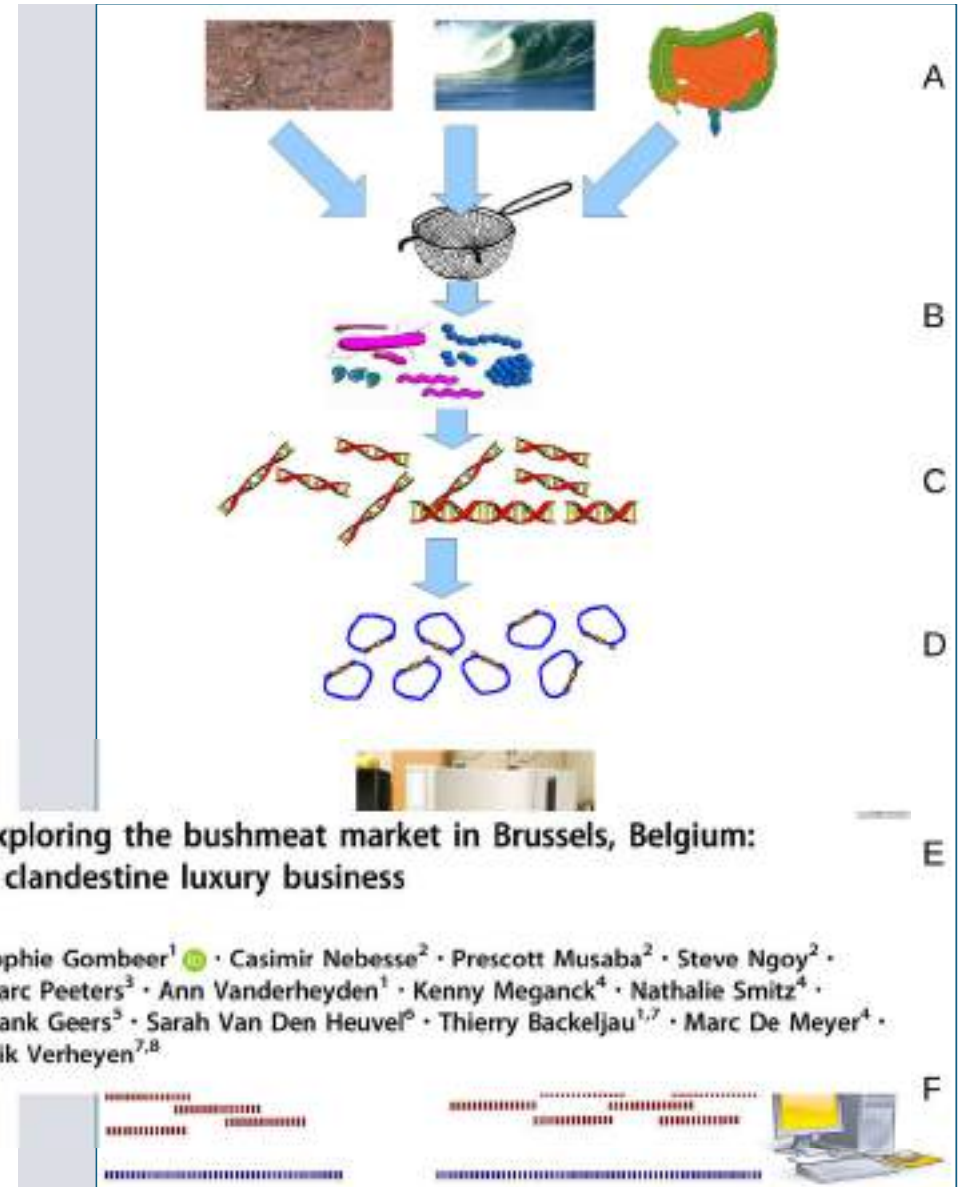 A
B
C
D
xploring the bushmeat market in Brussels, Belgium:
clandestine luxury business
E
ophie Gombeer¹ · Casimir Nebesse² · Prescott Musaba² · Steve Ngoy² ·
arc Peeters³ · Ann Vanderheyden¹ · Kenny Meganck⁴ · Nathalie Smitz⁴ ·
ank Geers⁵ · Sarah Van Den Heuvel⁶ · Thierry Backeljau¹,⁷ · Marc De Meyer⁴ ·
ik Verheyen⁷,⁸
F